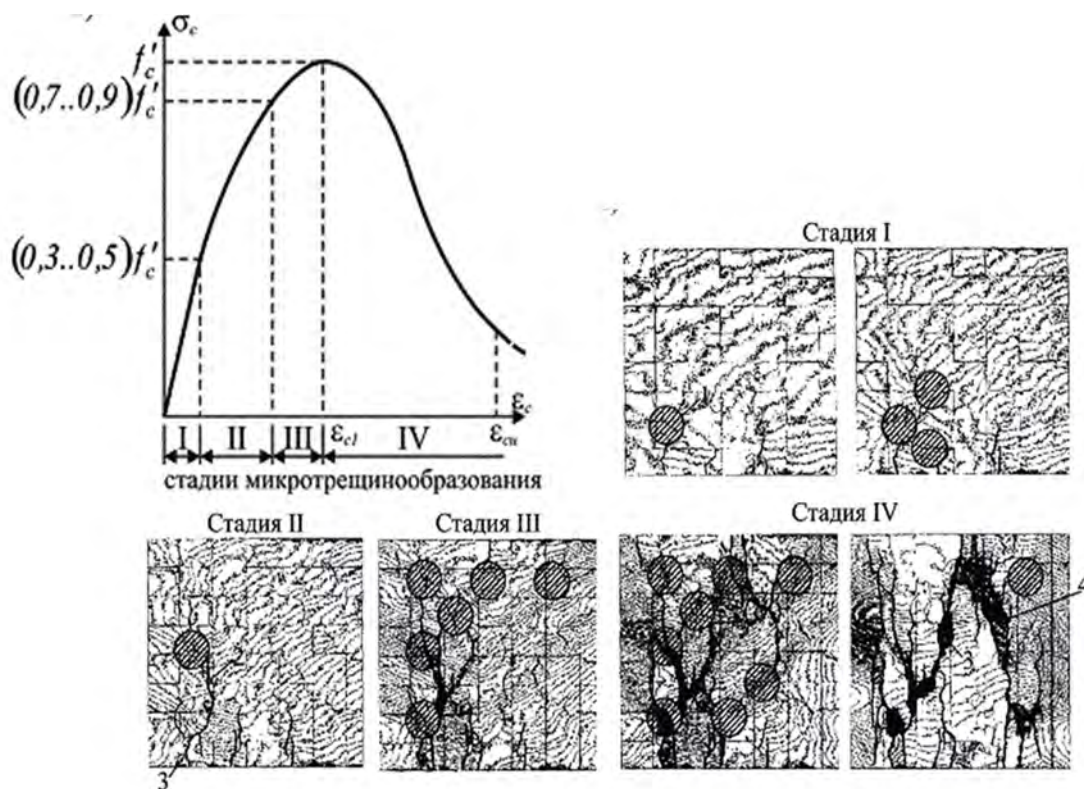 σc
f'c
(0,7..0,9)f'c
(0,3..0,5)f'c
εc
I II III εc1 IV εcu
стадии микротрещинообразования
Стадия I
Стадия II
Стадия III
Стадия IV
3
4